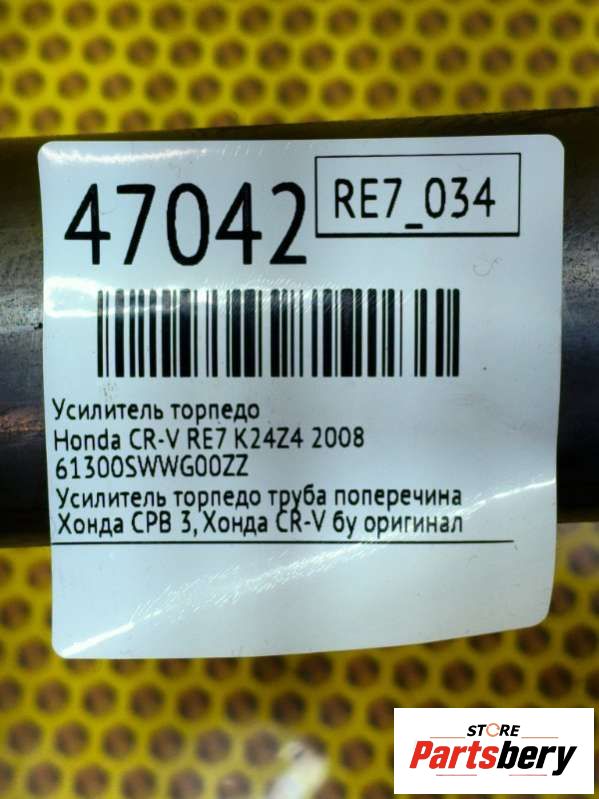 47042
RE7_034
Усилитель торпедо
Honda CR-V RE7 K24Z4 2008
61300SWWG00ZZ
Усилитель торпедо труба поперечина
Хонда СРВ 3, Хонда CR-V бу оригинал
STORE
Partsbery